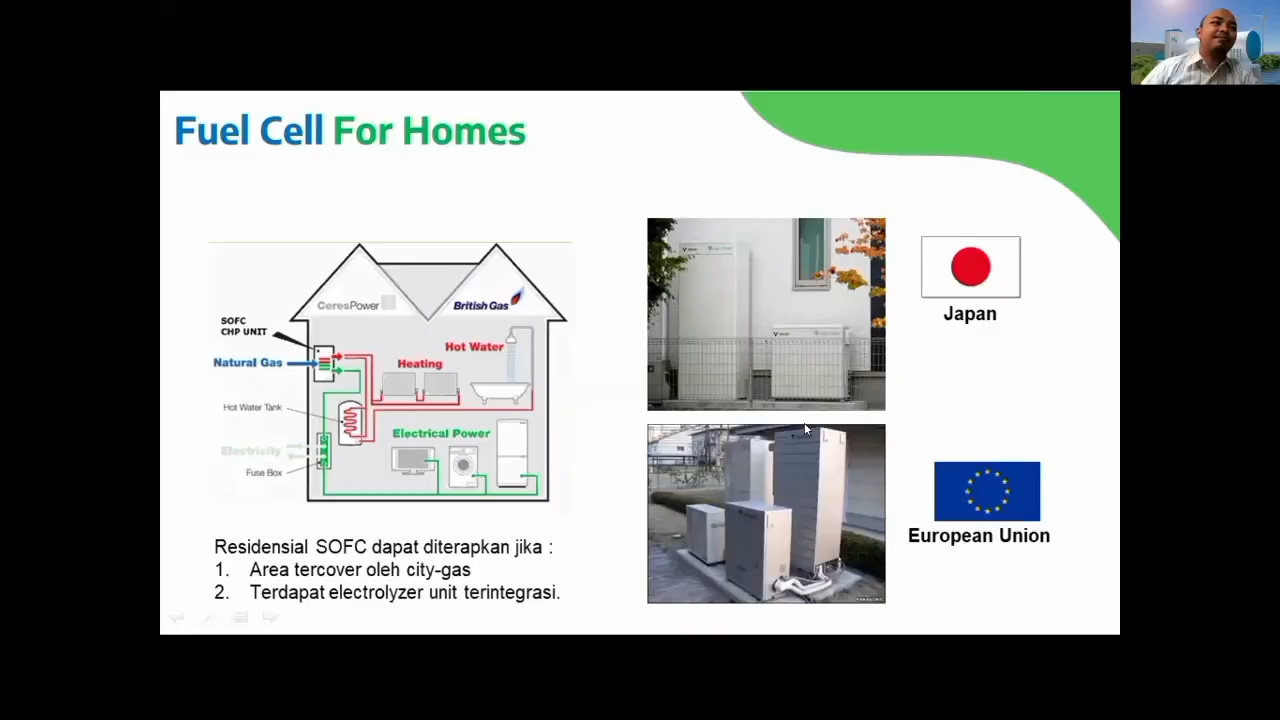 Fuel Cell For Homes
CeresPower
British Gas
SOFC
CHP UNIT
Hot Water
Natural Gas
Heating
Hot Water Tank
Electrical Power
Electricity
Fuse Box
Japan
European Union
Residensial SOFC dapat diterapkan jika :
1. Area tercover oleh city-gas
2. Terdapat electrolyzer unit terintegrasi.
PANASONIC